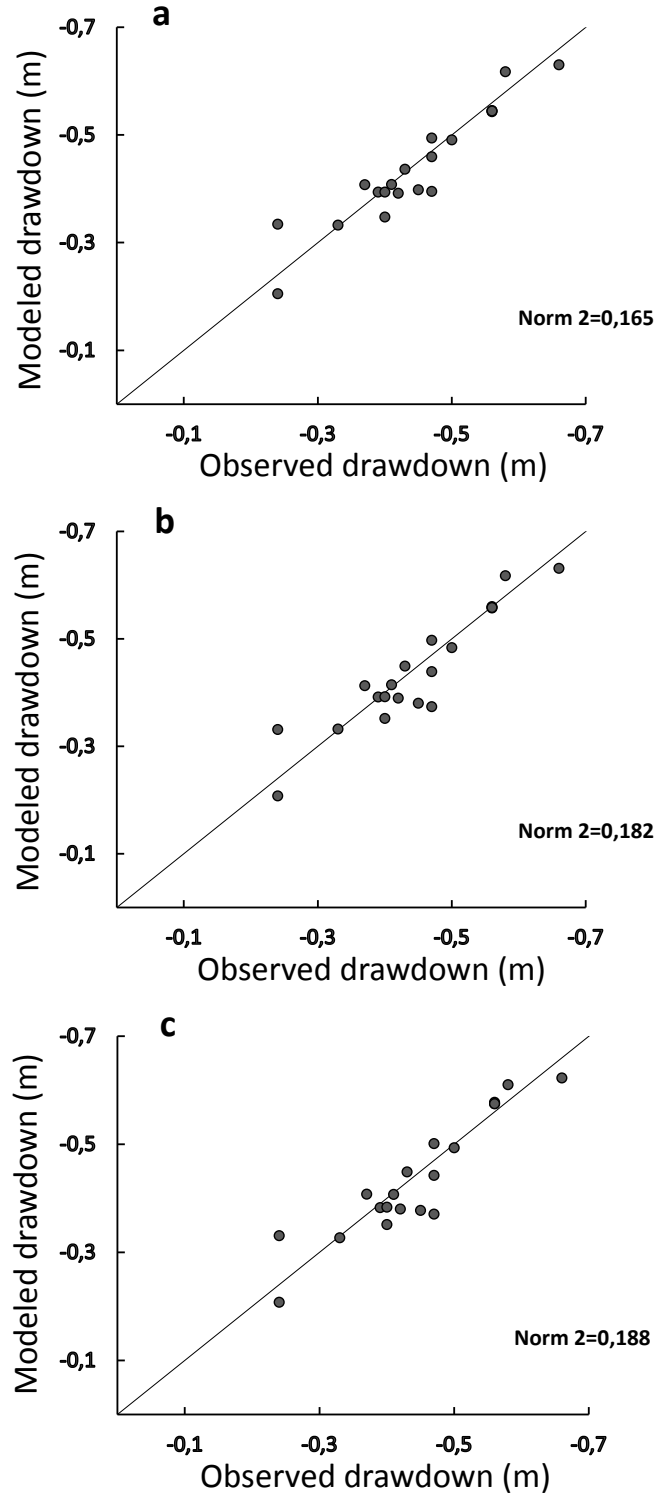 a
-0,7
-0,5
-0,3
-0,1
Modeled drawdown (m)
Norm 2=0,165
-0,1 -0,3 -0,5 -0,7
Observed drawdown (m)
b
-0,7
-0,5
-0,3
-0,1
Modeled drawdown (m)
Norm 2=0,182
-0,1 -0,3 -0,5 -0,7
Observed drawdown (m)
c
-0,7
-0,5
-0,3
-0,1
Modeled drawdown (m)
Norm 2=0,188
-0,1 -0,3 -0,5 -0,7
Observed drawdown (m)